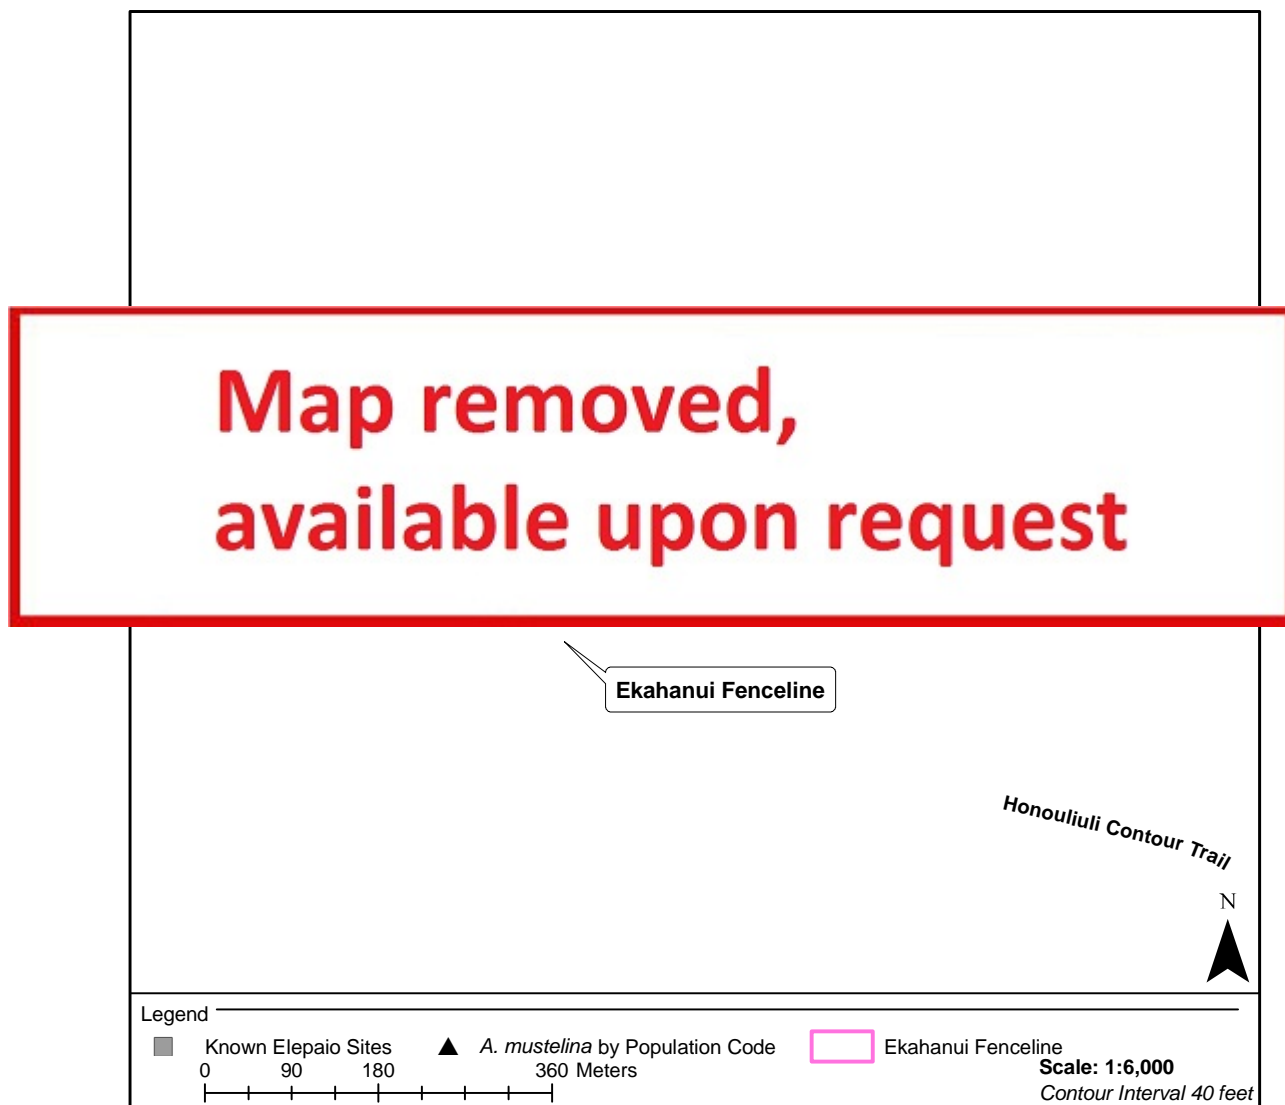 Map removed,
available upon request
Ekahanui Fenceline
Honouliuli Contour Trail
N
Legend
Known Elepaio Sites
A. mustelina by Population Code
Ekahanui Fenceline
0 90 180 360 Meters
Scale: 1:6,000
Contour Interval 40 feet